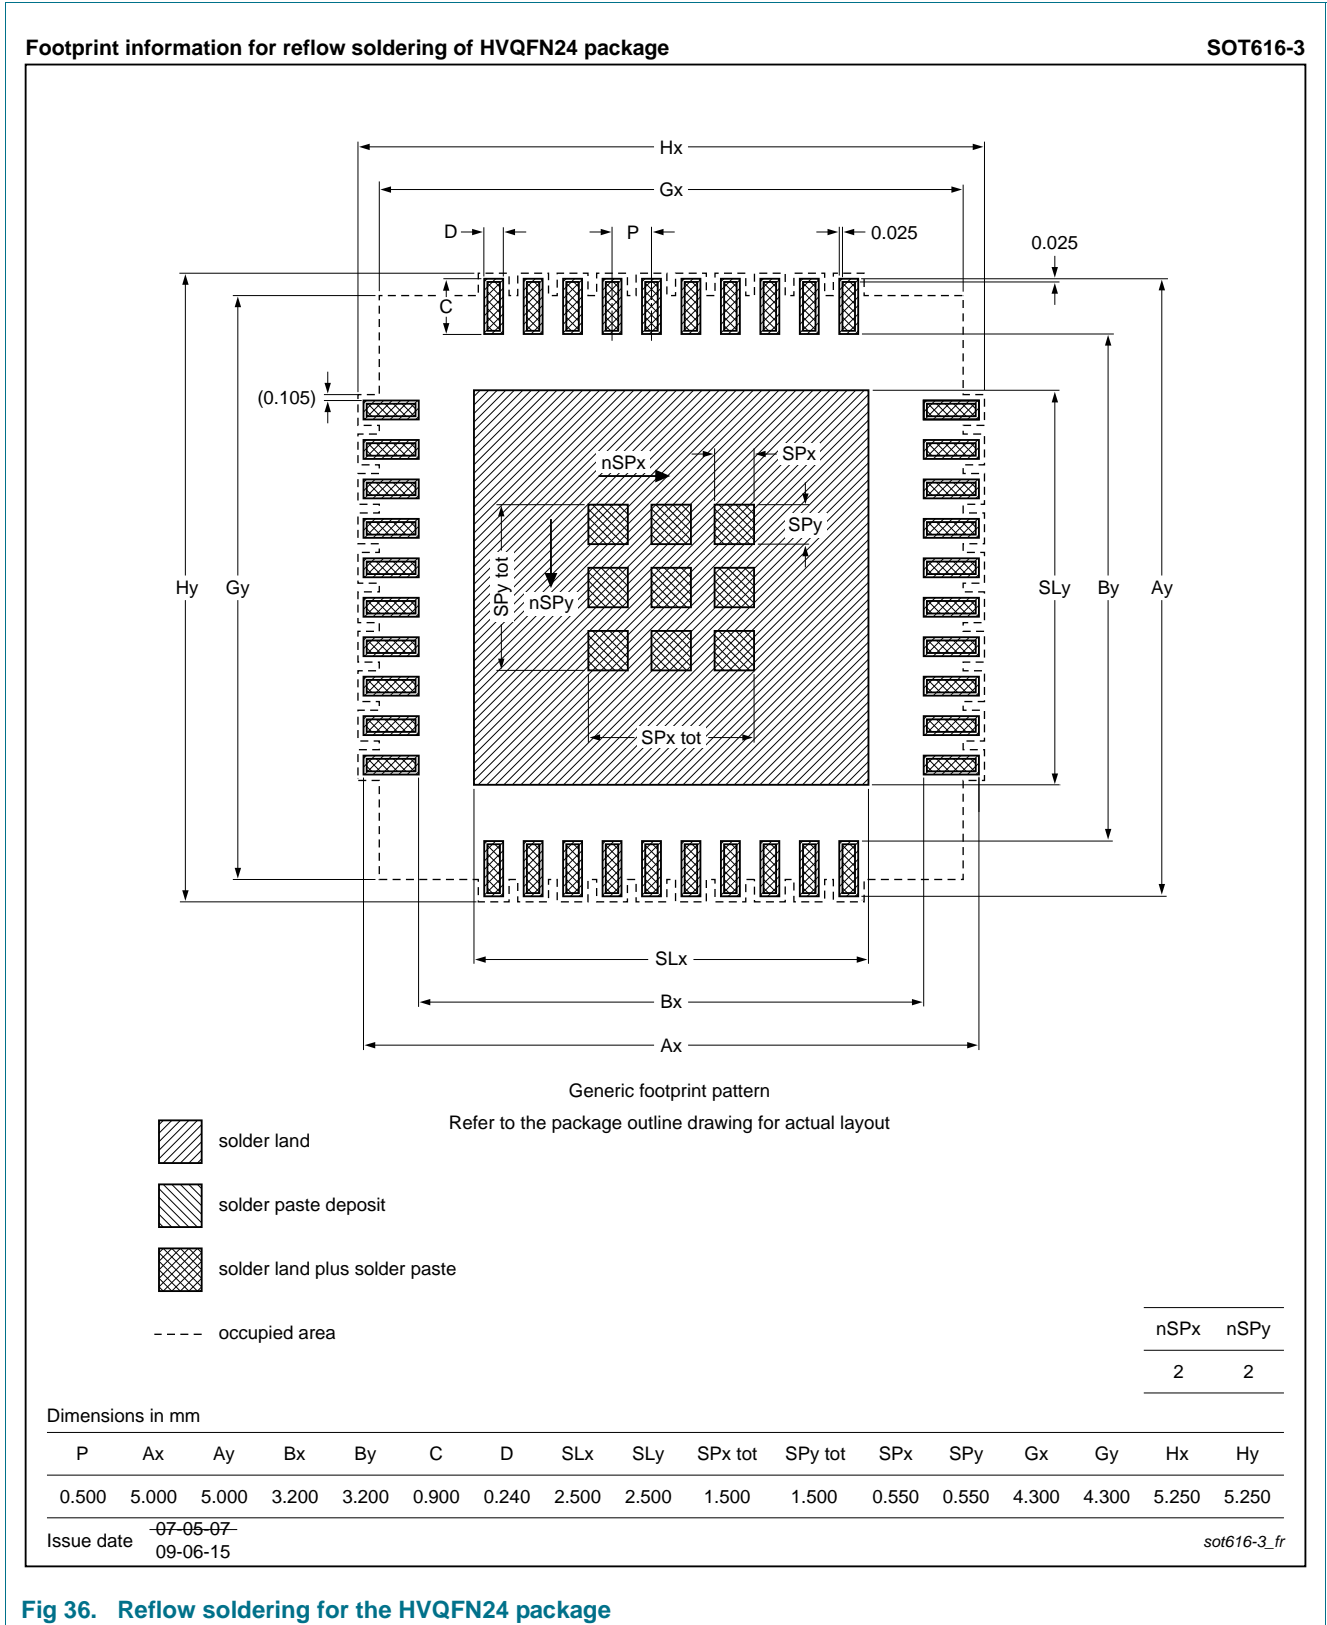 Footprint information for reflow soldering of HVQFN24 package SOT616-3
Hx
Gx
D P 0.025 0.025
C
(0.105)
nSPx SPx
SPy
SPy tot
nSPy
Hy Gy SLy By Ay
SPx tot
SLx
Bx
Ax
Generic footprint pattern
Refer to the package outline drawing for actual layout
solder land
solder paste deposit
solder land plus solder paste
occupied area
nSPx nSPy
2 2
Dimensions in mm
P Ax Ay Bx By C D SLx SLy SPx tot SPy tot SPx SPy Gx Gy Hx Hy
0.500 5.000 5.000 3.200 3.200 0.900 0.240 2.500 2.500 1.500 1.500 0.550 0.550 4.300 4.300 5.250 5.250
Issue date 07-05-07
09-06-15
sot616-3_fr
Fig 36. Reflow soldering for the HVQFN24 package